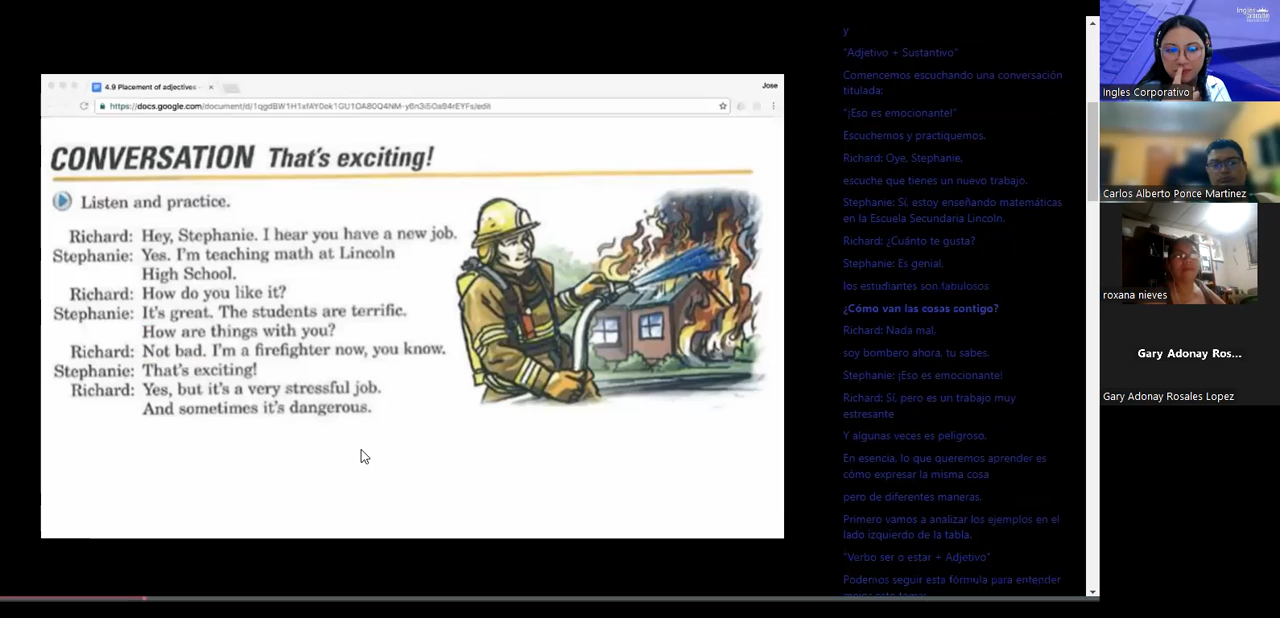 4.9 Placement of adjectives
Jose
CONVERSATION That's exciting!
Listen and practice.
Richard: Hey, Stephanie. I hear you have a new job.
Stephanie: Yes. I'm teaching math at Lincoln
High School.
Richard: How do you like it?
Stephanie: It's great. The students are terrific.
How are things with you?
Richard: Not bad. I'm a firefighter now, you know.
Stephanie: That's exciting!
Richard: Yes, but it's a very stressful job.
And sometimes it's dangerous.
y
"Adjetivo + Sustantivo"
Comencemos escuchando una conversación
titulada:
"¡Eso es emocionante!"
Escuchemos y practiquemos.
Richard: Oye, Stephanie,
escuche que tienes un nuevo trabajo.
Stephanie: Sí, estoy enseñando matemáticas
en la Escuela Secundaria Lincoln.
Richard: ¿Cuánto te gusta?
Stephanie: Es genial,
los estudiantes son fabulosos
¿Cómo van las cosas contigo?
Richard: Nada mal,
soy bombero ahora, tu sabes.
Stephanie: ¡Eso es emocionante!
Richard: Sí, pero es un trabajo muy
estresante
Y algunas veces es peligroso.
En esencia, lo que queremos aprender es
cómo expresar la misma cosa
pero de diferentes maneras.
Primero vamos a analizar los ejemplos en el
lado izquierdo de la tabla.
"Verbo ser o estar + Adjetivo"
Podemos seguir esta fórmula para entender
Ingles Corporativo
Carlos Alberto Ponce Martinez
roxana nieves
Gary Adonay Ros...
Gary Adonay Rosales Lopez